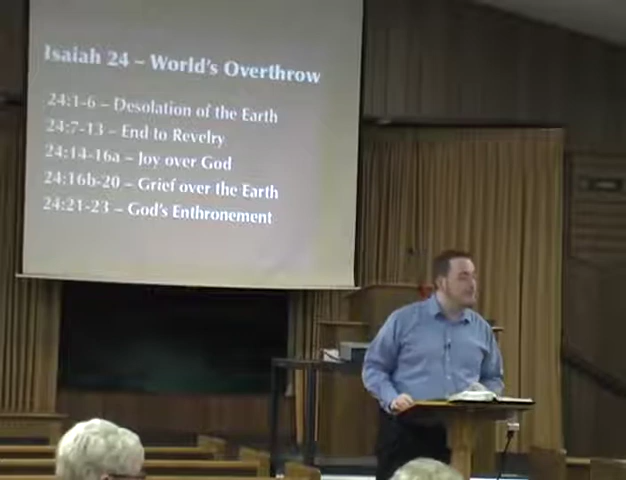 Isaiah 24 – World's Overthrow
24:1-6 – Desolation of the Earth
24:7-13 – End to Revelry
24:14-16a – Joy over God
24:16b-20 – Grief over the Earth
24:21-23 – God's Enthronement